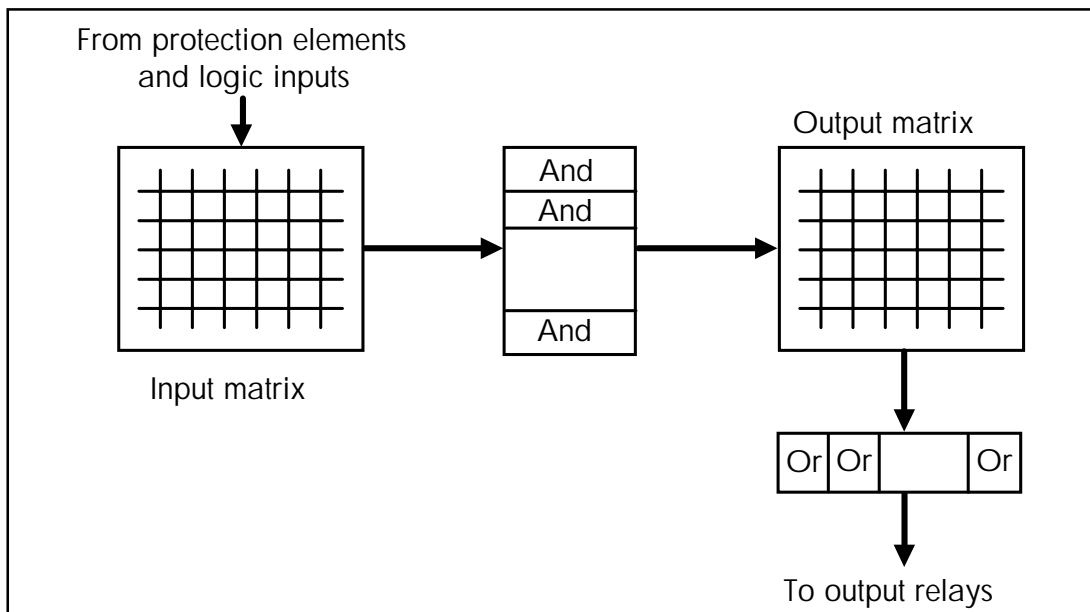 From protection elements
and logic inputs
Output matrix
And
And
And
Input matrix
Or Or Or
To output relays